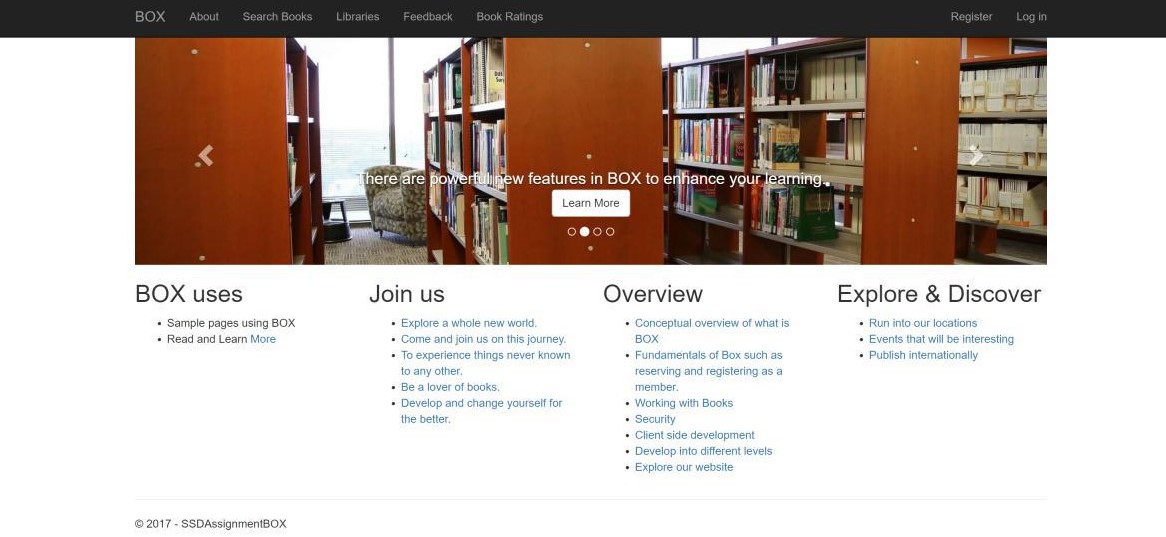 BOX About Search Books Libraries Feedback Book Ratings Register Log in
There are powerful new features in BOX to enhance your learning.
Learn More
BOX uses
Sample pages using BOX
Read and Learn More
Join us
Explore a whole new world.
Come and join us on this journey.
To experience things never known
to any other.
Be a lover of books.
Develop and change yourself for
the better.
Overview
Conceptual overview of what is
BOX
Fundamentals of Box such as
reserving and registering as a
member.
Working with Books
Security
Client side development
Develop into different levels
Explore our website
Explore & Discover
Run into our locations
Events that will be interesting
Publish internationally
© 2017 - SSDAssignmentBOX